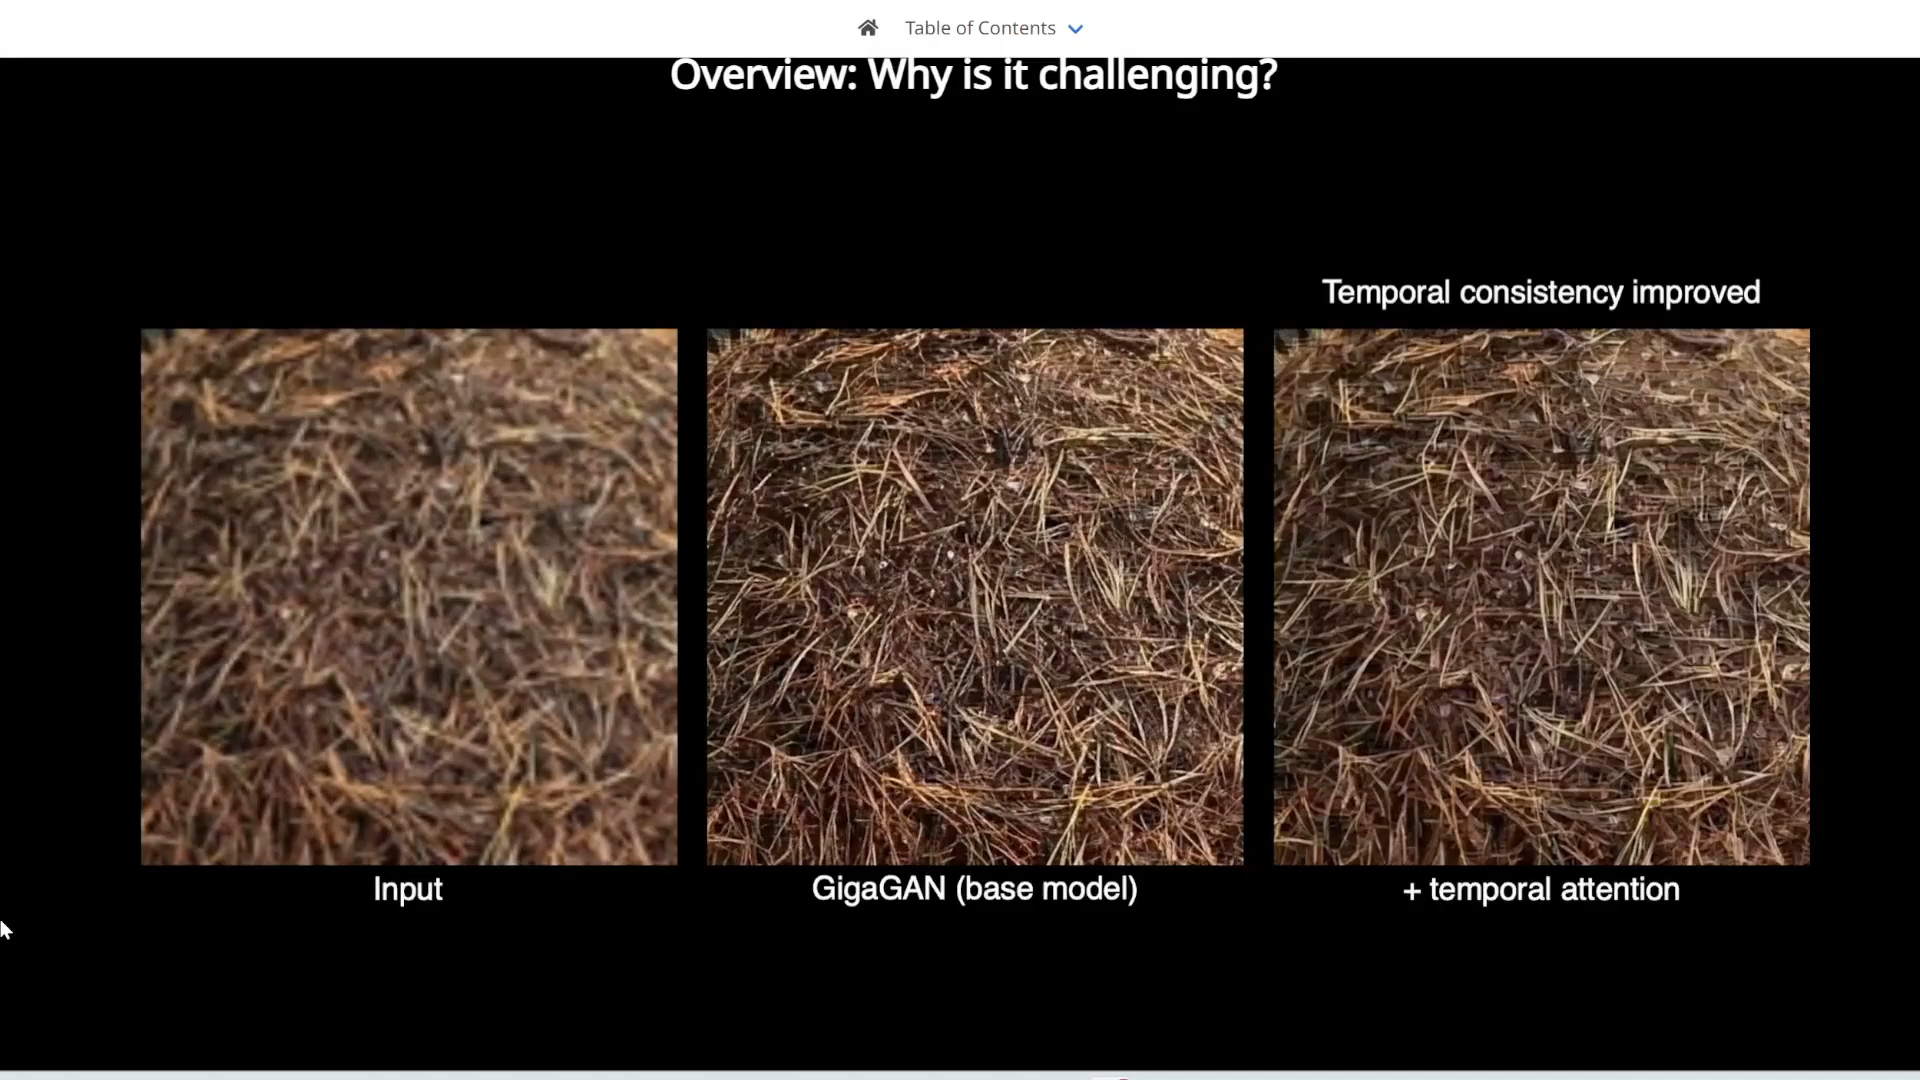 Table of Contents
Overview: Why is it challenging?
Temporal consistency improved
Input
GigaGAN (base model)
+ temporal attention